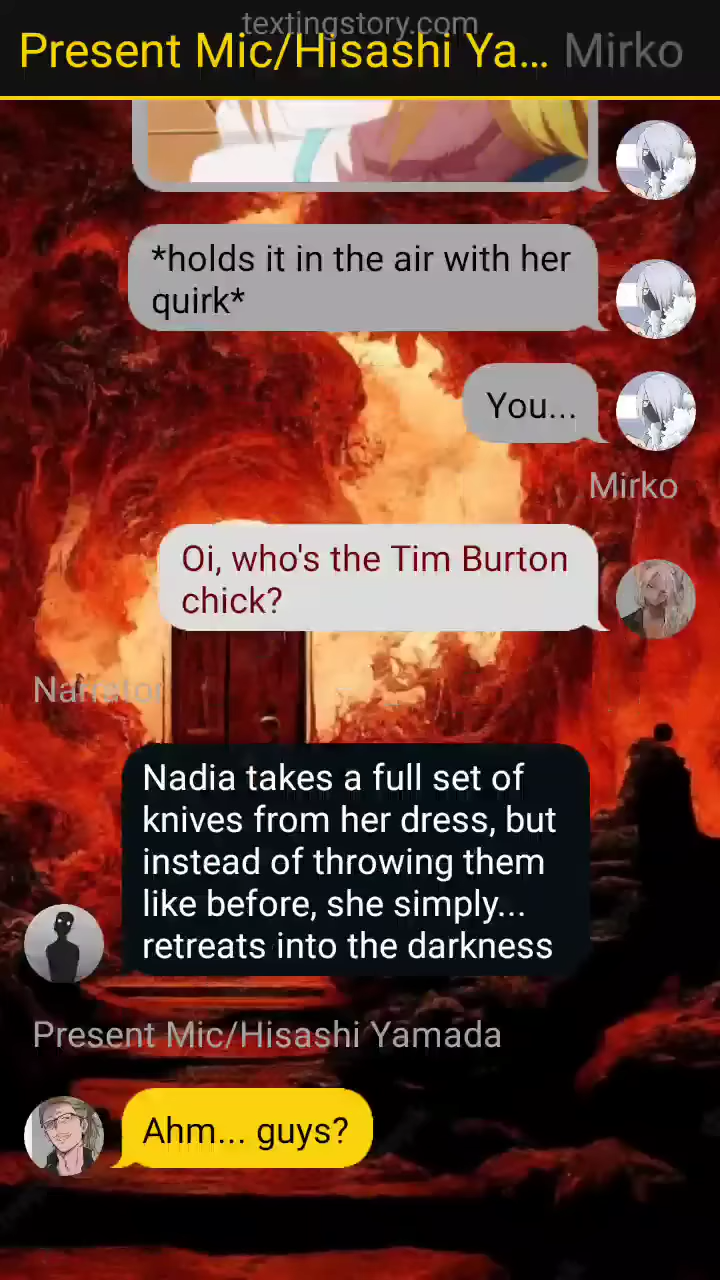 textingstory.com
Present Mic/Hisashi Ya... Mirko
*holds it in the air with her
quirk*
You...
Mirko
Oi, who's the Tim Burton
chick?
Narrator
Nadia takes a full set of
knives from her dress, but
instead of throwing them
like before, she simply...
retreats into the darkness
Present Mic/Hisashi Yamada
Ahm... guys?